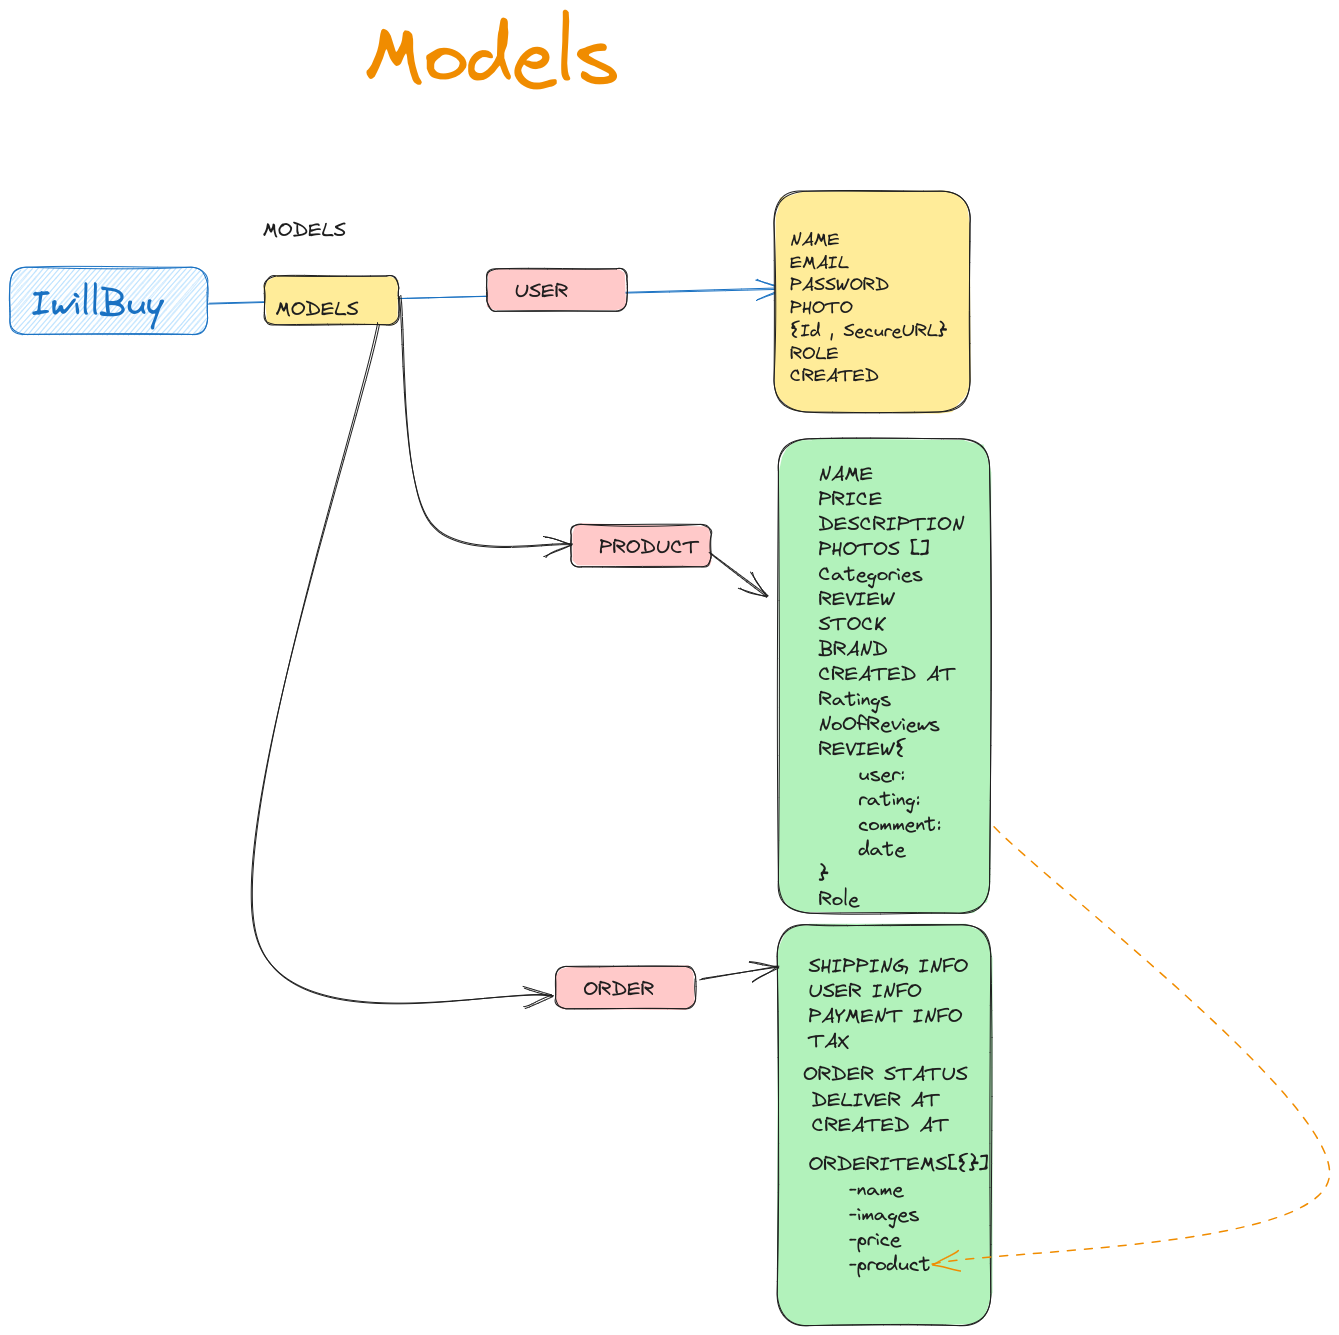 Models
MODELS
IwillBuy
MODELS
USER
NAME
EMAIL
PASSWORD
PHOTO
{Id , SecureURL}
ROLE
CREATED
PRODUCT
NAME
PRICE
DESCRIPTION
PHOTOS []
Categories
REVIEW
STOCK
BRAND
CREATED AT
Ratings
NoOfReviews
REVIEW{
user:
rating:
comment:
date
}
Role
ORDER
SHIPPING INFO
USER INFO
PAYMENT INFO
TAX
ORDER STATUS
DELIVER AT
CREATED AT
ORDERITEMS[{}]
-name
-images
-price
-product